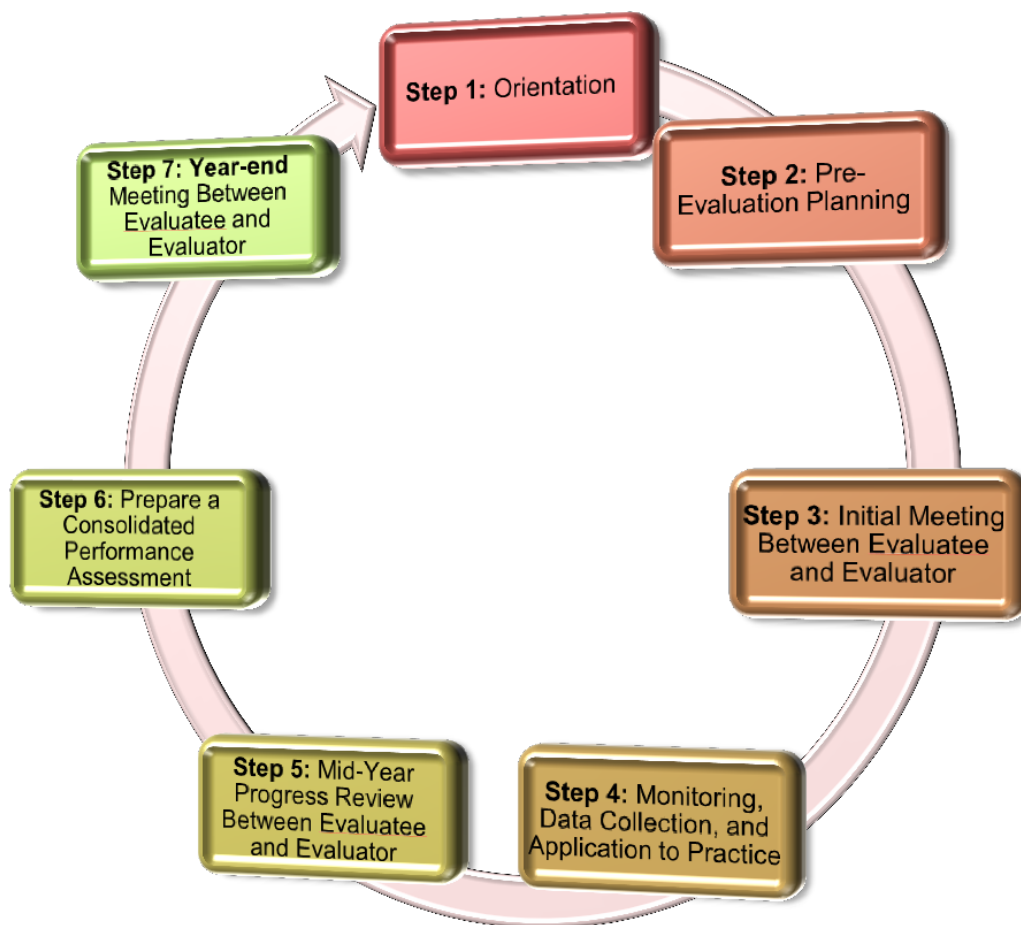 Step 1: Orientation
Step 2: Pre-
Evaluation Planning
Step 3: Initial Meeting
Between Evaluatee
and Evaluator
Step 4: Monitoring,
Data Collection, and
Application to Practice
Step 5: Mid-Year
Progress Review
Between Evaluatee
and Evaluator
Step 6: Prepare a
Consolidated
Performance
Assessment
Step 7: Year-end
Meeting Between
Evaluatee and
Evaluator